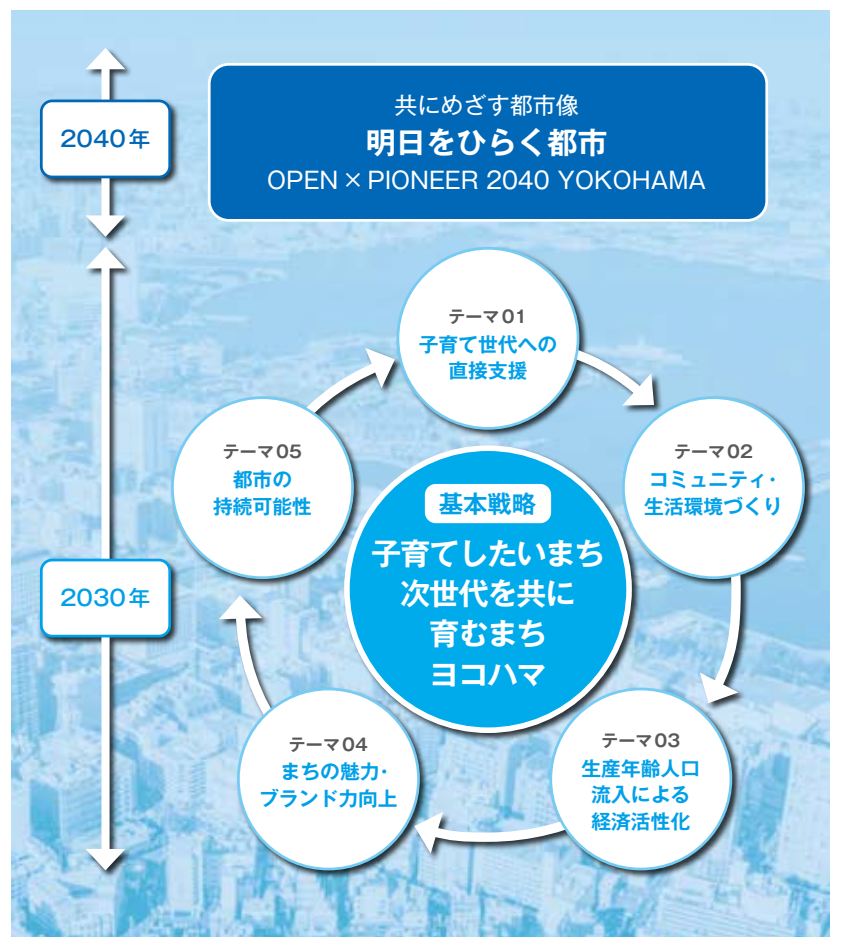 2040年
共にめざす都市像
明日をひらく都市
OPEN×PIONEER 2040 YOKOHAMA
テーマ01
子育て世代への
直接支援
テーマ02
コミュニティ・
生活環境づくり
テーマ03
生産年齢人口
流入による
経済活性化
テーマ04
まちの魅力・
ブランド力向上
テーマ05
都市の
持続可能性
2030年
基本戦略
子育てしたいまち
次世代を共に
育むまち
ヨコハマ